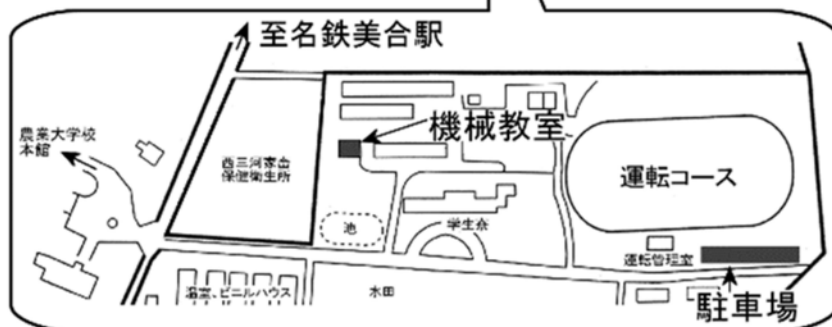 至名鉄美合駅
農業大学校
本館
機械教室
西三河家畜
保健衛生所
運転コース
池
学生寮
運転管理室
温室、ビニルハウス
水田
駐車場